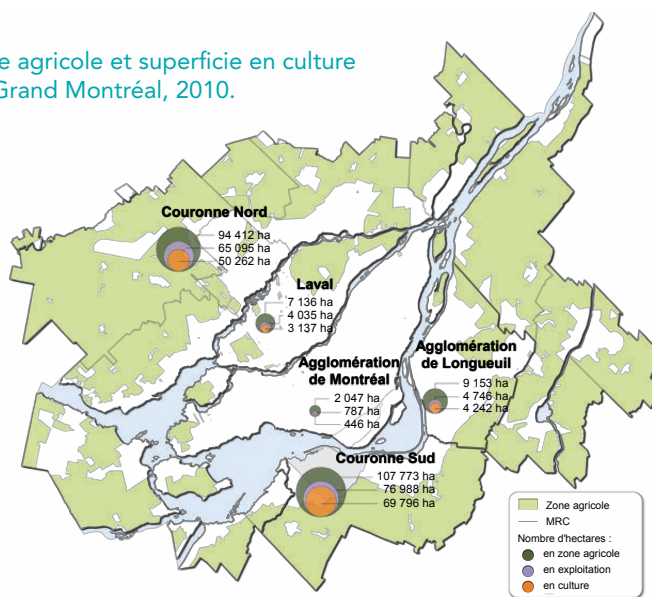 e agricole et superficie en culture
Grand Montréal, 2010.
Couronne Nord
94 412 ha
65 095 ha
50 262 ha
Laval
7 136 ha
4 035 ha
3 137 ha
Agglomération
de Montréal
2 047 ha
787 ha
446 ha
Agglomération
de Longueuil
9 153 ha
4 746 ha
4 242 ha
Couronne Sud
107 773 ha
76 988 ha
69 796 ha
Zone agricole
MRC
Nombre d'hectares :
en zone agricole
en exploitation
en culture